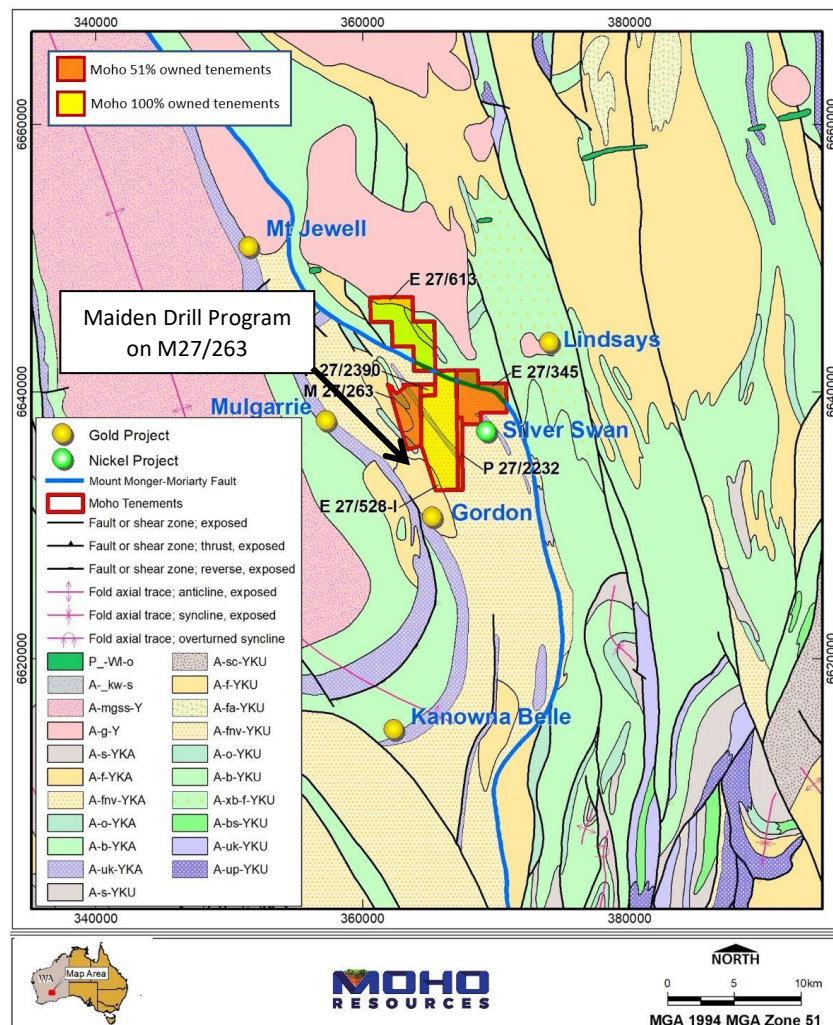 340000 360000 380000
Moho 51% owned tenements
Moho 100% owned tenements
6660000
6660000
Mt Jewell
E 27/613
Maiden Drill Program
on M27/263
Lindsays
27/2390
E 27/345
M 27/263
6640000
6640000
Mulgarrie
Silver Swan
P 27/2232
E 27/528-I
Gordon
Gold Project
Nickel Project
Mount Monger-Moriarty Fault
Moho Tenements
Fault or shear zone; exposed
Fault or shear zone; thrust, exposed
Fault or shear zone; reverse, exposed
Fold axial trace; anticline, exposed
Fold axial trace; syncline, exposed
Fold axial trace; overturned syncline
6620000
6620000
Kanowna Belle
P_-WI-o
A-_kw-s
A-mgss-Y
A-g-Y
A-s-YKA
A-f-YKA
A-fnv-YKA
A-o-YKA
A-b-YKA
A-uk-YKA
A-s-YKU
A-sc-YKU
A-f-YKU
A-fa-YKU
A-fnv-YKU
A-o-YKU
A-b-YKU
A-xb-f-YKU
A-bs-YKU
A-uk-YKU
A-up-YKU
340000 360000 380000
WA
Map Area
MOHO
RESOURCES
NORTH
0 5 10km
MGA 1994 MGA Zone 51